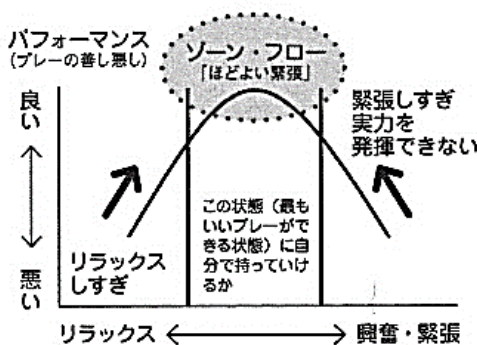 パフォーマンス
(プレーの善し悪し)
ゾーン・フロー
「ほどよい緊張」
良い
悪い
緊張しすぎ
実力を
発揮できない
この状態(最も
いいプレーがで
きる状態)に自
分で持っていけ
るか
リラックス
しすぎ
リラックス
興奮・緊張